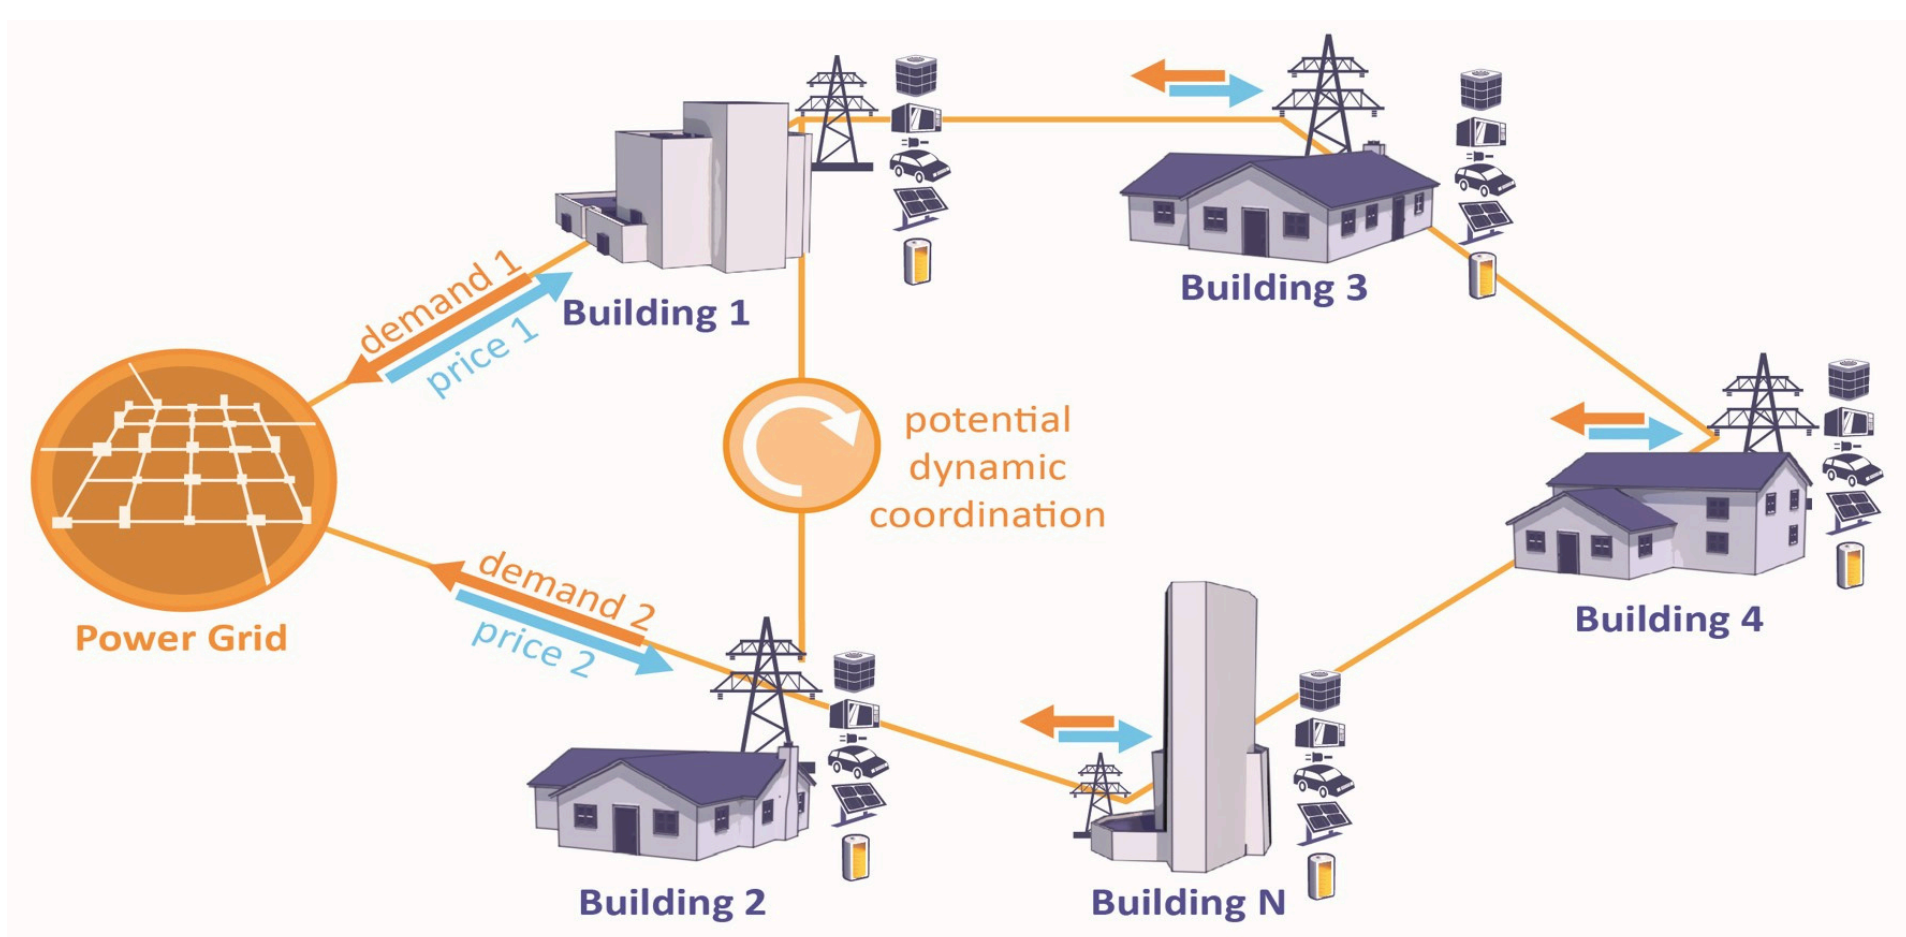 Building 1
Building 3
demand 1
price 1
potential
dynamic
coordination
Power Grid
demand 2
price 2
Building 4
Building 2
Building N